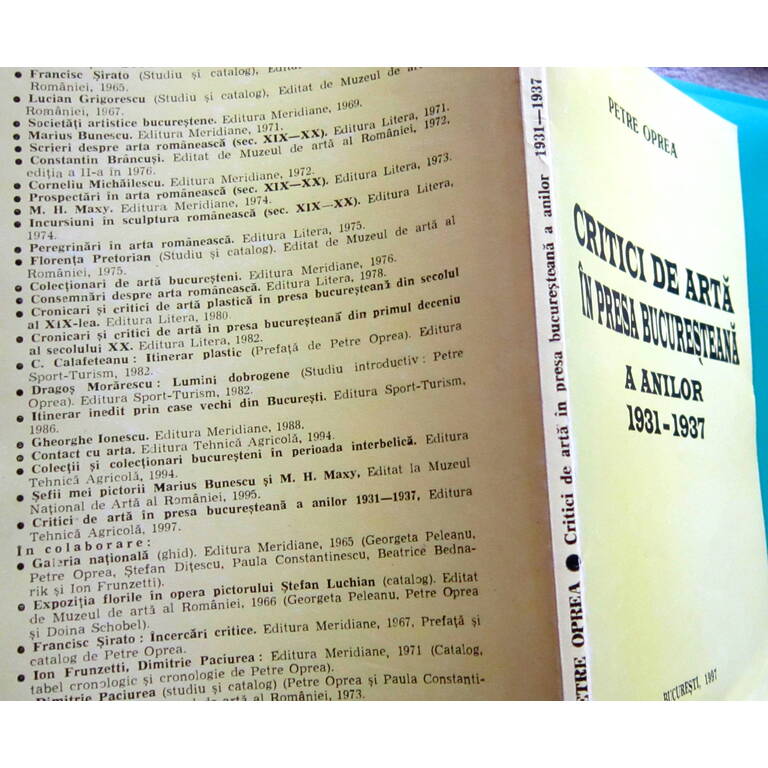 ● Francisc Șirato (Studiu și catalog),
României, 1965.
● Lucian Grigorescu (Studiu și catalog), Editat de Muzeul de
României, 1967.
● Societăți artistice bucureștene. Editura Meridiane, 1969.
● Marius Bunescu. Editura Meridiane, 1971.
● Scrieri despre arta românească (sec. XIX—XX). Editura Litera, 1971.
● Constantin Brâncuși. Editat de Muzeul de artă al României, 1972,
ediția a II-a în 1976.
● Corneliu Michăilescu. Editura Meridiane, 1972.
● Prospectări în arta românească (sec. XIX—XX). Editura Litera, 1973.
● M. H. Maxy. Editura Meridiane, 1974.
● Incursiuni în sculptura românească (sec. XIX—XX). Editura Litera,
1974.
● Peregrinări în arta românească. Editura Litera, 1975.
● Florența Pretorian (Studiu și catalog). Editat de Muzeul de artă al
României, 1975.
● Colecționari de artă bucureșteni. Editura Meridiane, 1976.
● Consemnări despre arta românească. Editura Litera, 1978.
● Cronicari și critici de artă plastică în presa bucureșteană din secolul
al XIX-lea. Editura Litera, 1980.
● Cronicari și critici de artă în presa bucureșteană din primul deceniu
al secolului XX. Editura Litera, 1982.
● C. Calafeteanu : Itinerar plastic (Prefață de Petre Oprea). Editura
Sport-Turism, 1982.
● Dragoș Morărescu : Lumini dobrogene (Studiu introductiv : Petre
Oprea). Editura Sport-Turism, 1982.
● Itinerar inedit prin case vechi din București. Editura Sport-Turism,
1986.
● Gheorghe Ionescu. Editura Meridiane, 1988.
● Contact cu arta. Editura Tehnică Agricolă, 1994.
● Colecții și colecționari bucureșteni în perioada interbelică. Editura
Tehnică Agricolă, 1994.
● Șefii mei pictorii Marius Bunescu și M. H. Maxy, Editat la Muzeul
Național de Artă al României, 1995.
● Critici de artă în presa bucureșteană a anilor 1931—1937, Editura
Tehnică Agricolă, 1997.
In colaborare:
● Galeria națională (ghid). Editura Meridiane, 1965 (Georgeta Peleanu,
Petre Oprea, Ștefan Dițescu, Paula Constantinescu, Beatrice Bedna-
rik și Ion Frunzetti).
● Expoziția florile în opera pictorului Ștefan Luchian (catalog). Editat
de Muzeul de artă al României, 1966 (Georgeta Peleanu, Petre Oprea
și Doina Schobel).
● Francisc Șirato : Încercări critice. Editura Meridiane, 1967, Prefață și
catalog de Petre Oprea.
● Ion Frunzetti, Dimitrie Paciurea : Editura Meridiane, 1971 (Catalog,
tabel cronologic și cronologie de Petre Oprea).
Dimitrie Paciurea (studiu și catalog) (Petre Oprea și Paula Constanti-
de artă al României, 1973.
PETRE OPREA ● Critici de artă în presa bucureșteană a anilor 1931—1937
PETRE OPREA
CRITICI DE ARTĂ
ÎN PRESA BUCUREȘTEANĂ
A ANILOR
1931-1937
BUCUREȘTI, 1997